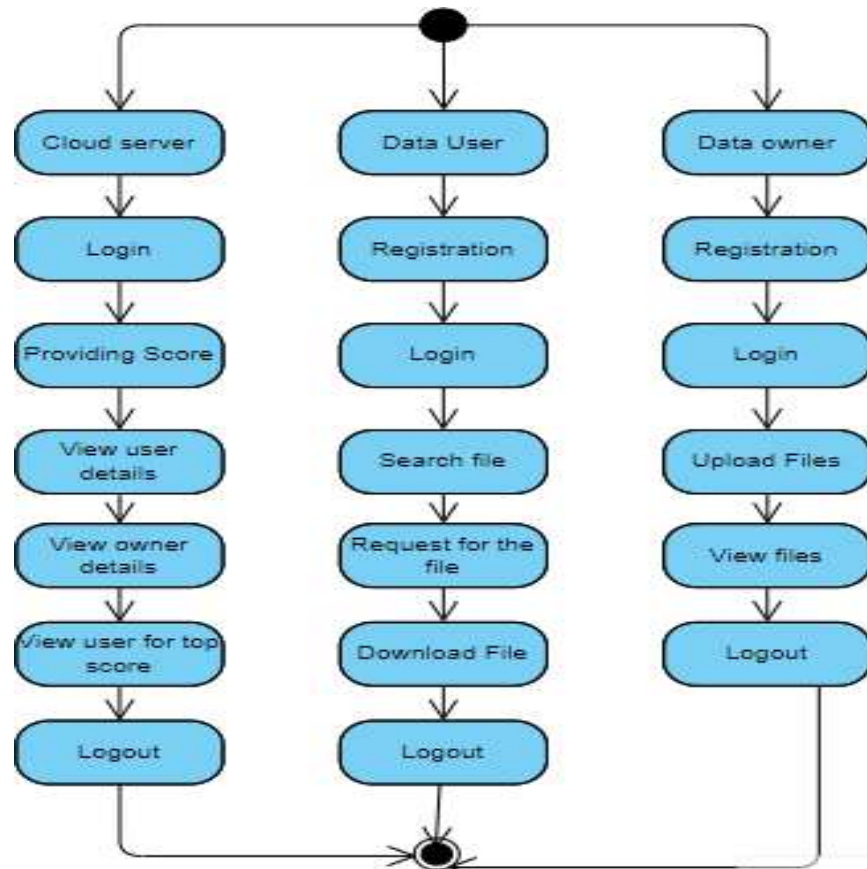 Cloud server
Data User
Data owner
Login
Registration
Registration
Providing Score
Login
Login
View user
details
Search file
Upload Files
View owner
details
Request for the
file
View files
View user for top
score
Download File
Logout
Logout
Logout